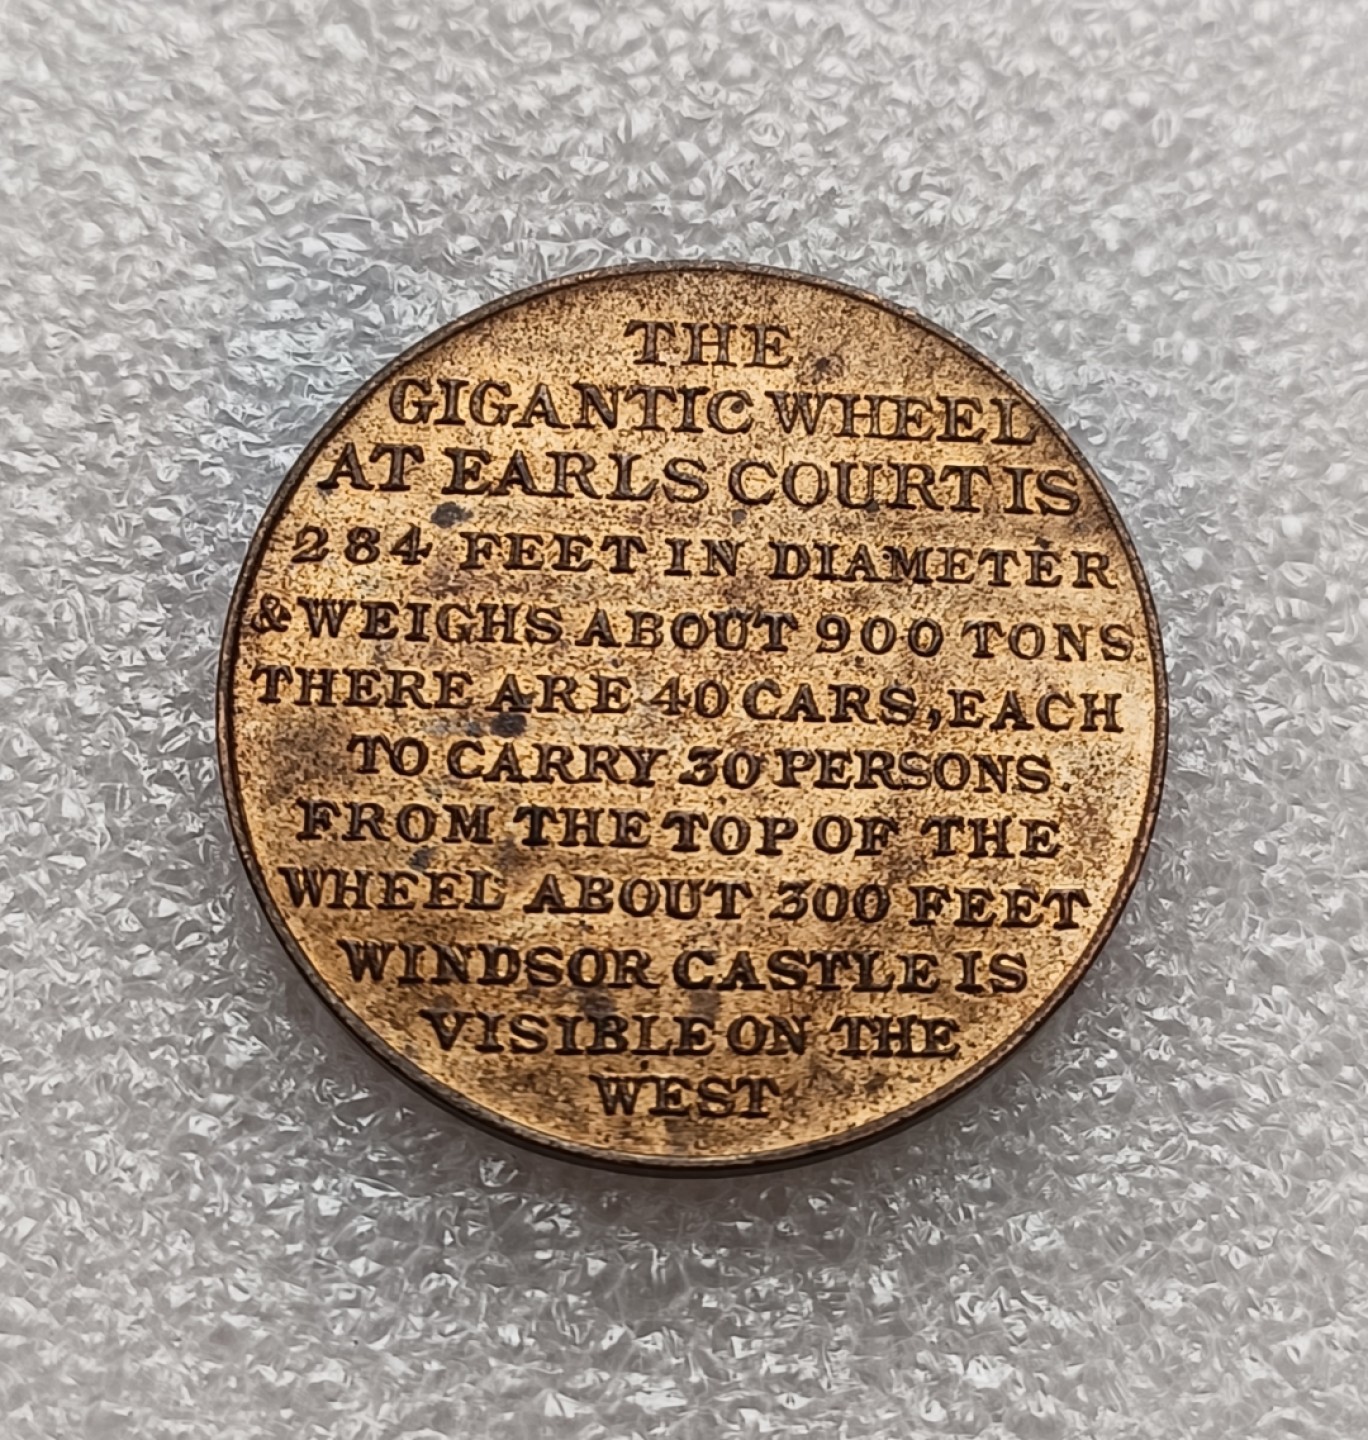 THE
GIGANTIC WHEEL
AT EARLS COURT IS
284 FEET IN DIAMETER
& WEIGHS ABOUT 900 TONS.
THERE ARE 40 CARS, EACH
TO CARRY 30 PERSONS.
FROM THE TOP OF THE
WHEEL ABOUT 300 FEET
WINDSOR CASTLE IS
VISIBLE ON THE
WEST